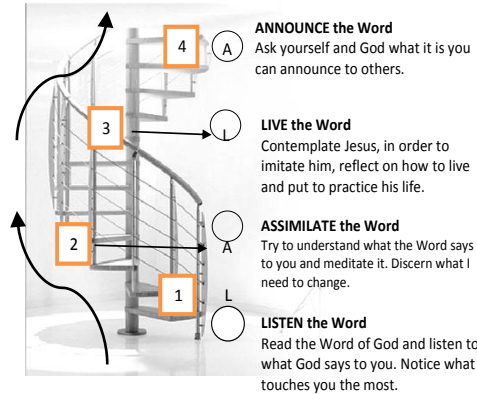 4
A
ANNOUNCE the Word
Ask yourself and God what it is you
can announce to others.
3
L
LIVE the Word
Contemplate Jesus, in order to
imitate him, reflect on how to live
and put to practice his life.
2
A
ASSIMILATE the Word
Try to understand what the Word says
to you and meditate it. Discern what I
need to change.
1
L
LISTEN the Word
Read the Word of God and listen to
what God says to you. Notice what
touches you the most.